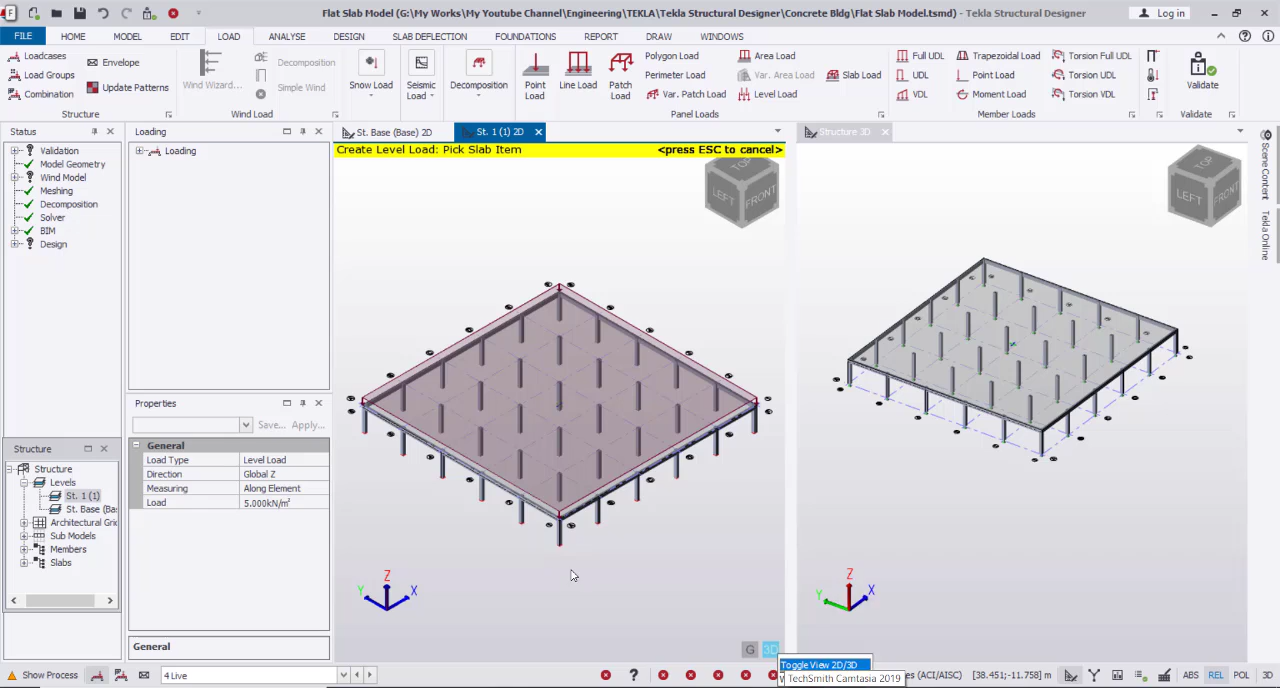 Flat Slab Model (G:\My Works\My Youtube Channel\Engineering\TEKLA\Tekla Structural Designer\Concrete Bldg\Flat Slab Model.tsmd) - Tekla Structural Designer
Log in
FILE HOME MODEL EDIT LOAD ANALYSE DESIGN SLAB DEFLECTION FOUNDATIONS REPORT DRAW WINDOWS
Loadcases
Load Groups
Combination
Envelope
Update Patterns
Structure
Wind Wizard...
Decomposition
Simple Wind
Wind Load
Snow Load
Seismic Load
Decomposition
Point Load
Line Load
Patch Load
Polygon Load
Perimeter Load
Var. Patch Load
Area Load
Var. Area Load
Level Load
Slab Load
Panel Loads
Full UDL
UDL
VDL
Trapezoidal Load
Point Load
Moment Load
Torsion Full UDL
Torsion UDL
Torsion VDL
Member Loads
Validate
Validate
Status
Validation
Model Geometry
Wind Model
Meshing
Decomposition
Solver
BIM
Design
Loading
Loading
St. Base (Base) 2D
St. 1 (1) 2D
Structure 3D
Create Level Load: Pick Slab Item <press ESC to cancel>
TOP
LEFT
FRONT
TOP
LEFT
FRONT
Scene Content
Tekla Online
Properties
Save... Apply...
General
Load Type Level Load
Direction Global Z
Measuring Along Element
Load 5.000kN/m²
General
Structure
Structure
Levels
St. 1 (1)
St. Base (Bas
Architectural Gric
Sub Models
Members
Slabs
Z
Y
X
Z
Y
X
G 3D
Toggle View 2D/3D
TechSmith Camtasia 2019
Show Process
4 Live
es (ACI/AISC)
[38.451;-11.758] m
ABS REL POL 3D